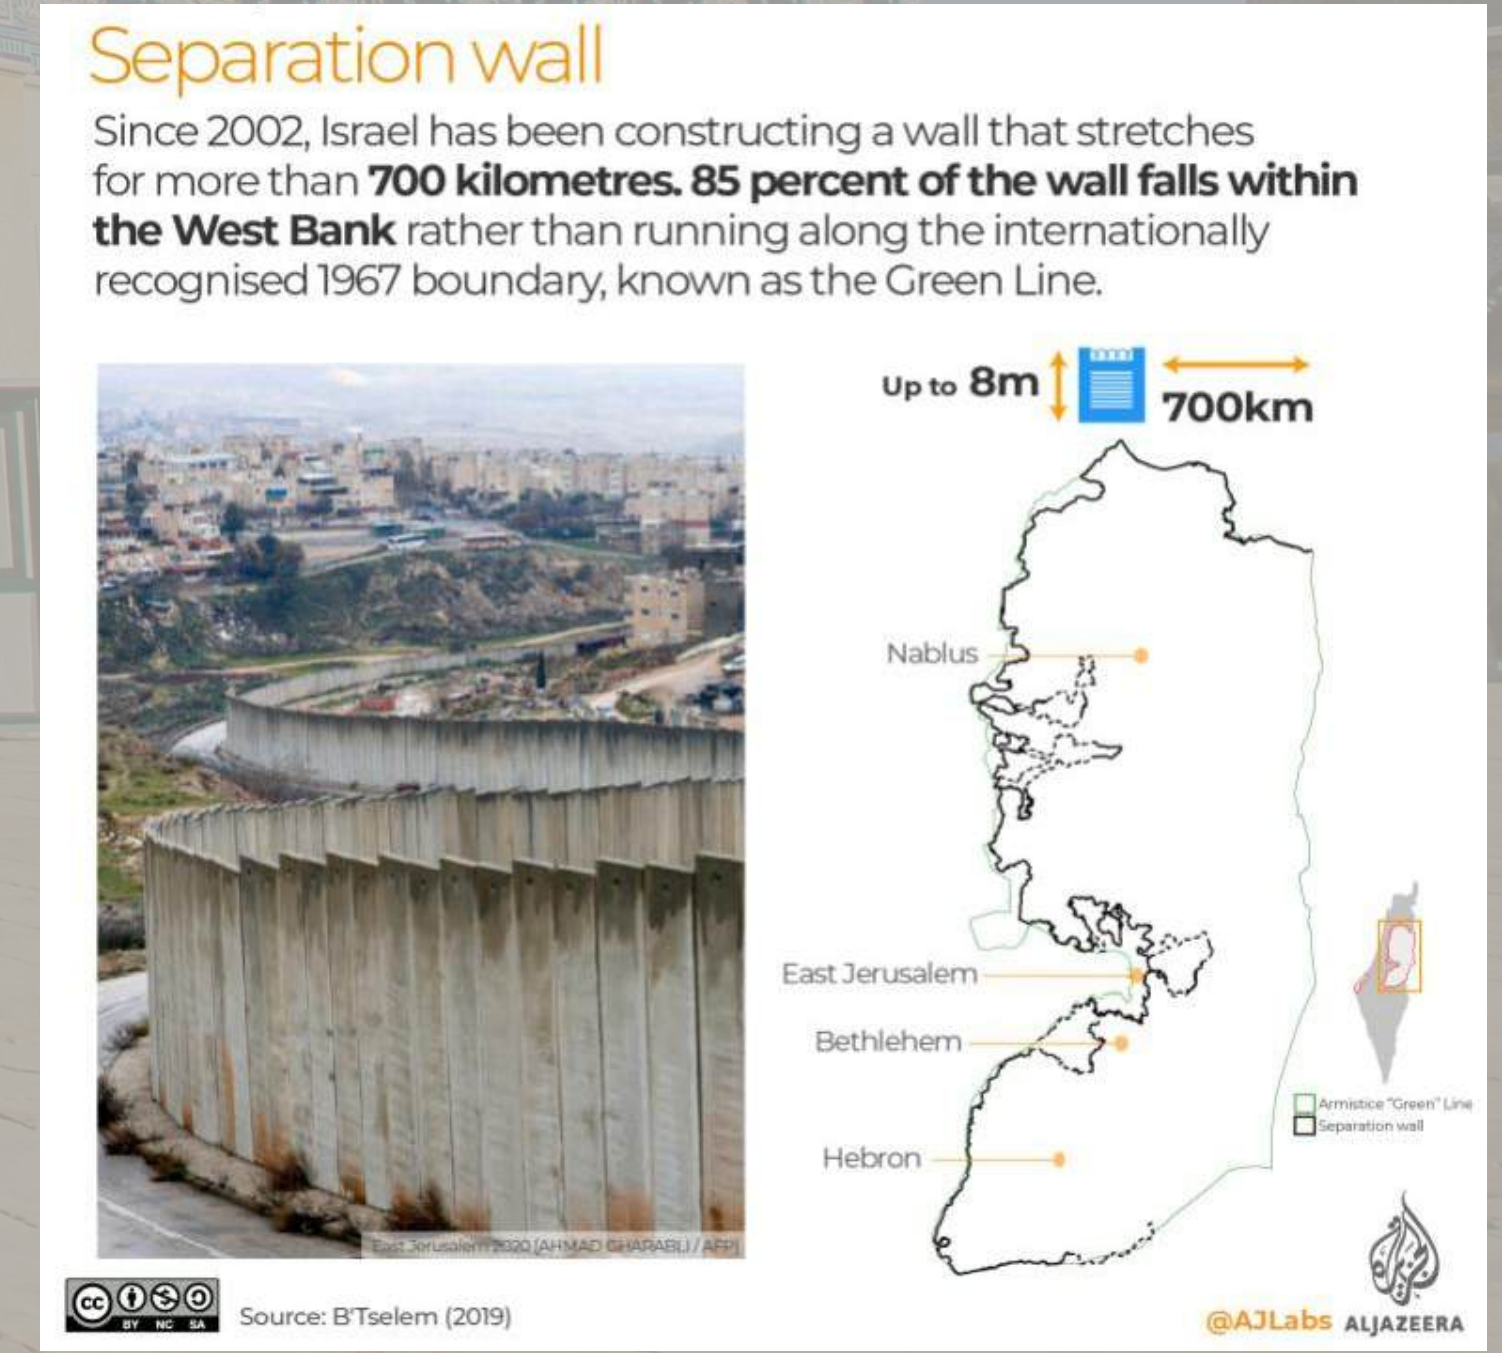 Separation wall
Since 2002, Israel has been constructing a wall that stretches
for more than 700 kilometres. 85 percent of the wall falls within
the West Bank rather than running along the internationally
recognised 1967 boundary, known as the Green Line.
Up to 8m
700km
Nablus
East Jerusalem
Bethlehem
Hebron
Armistice "Green" Line
Separation wall
East Jerusalem 2020 [AHMAD GHARABLI / AFP]
cc
BY NC SA
Source: B'Tselem (2019)
@AJLabs
الجزيرة
ALJAZEERA